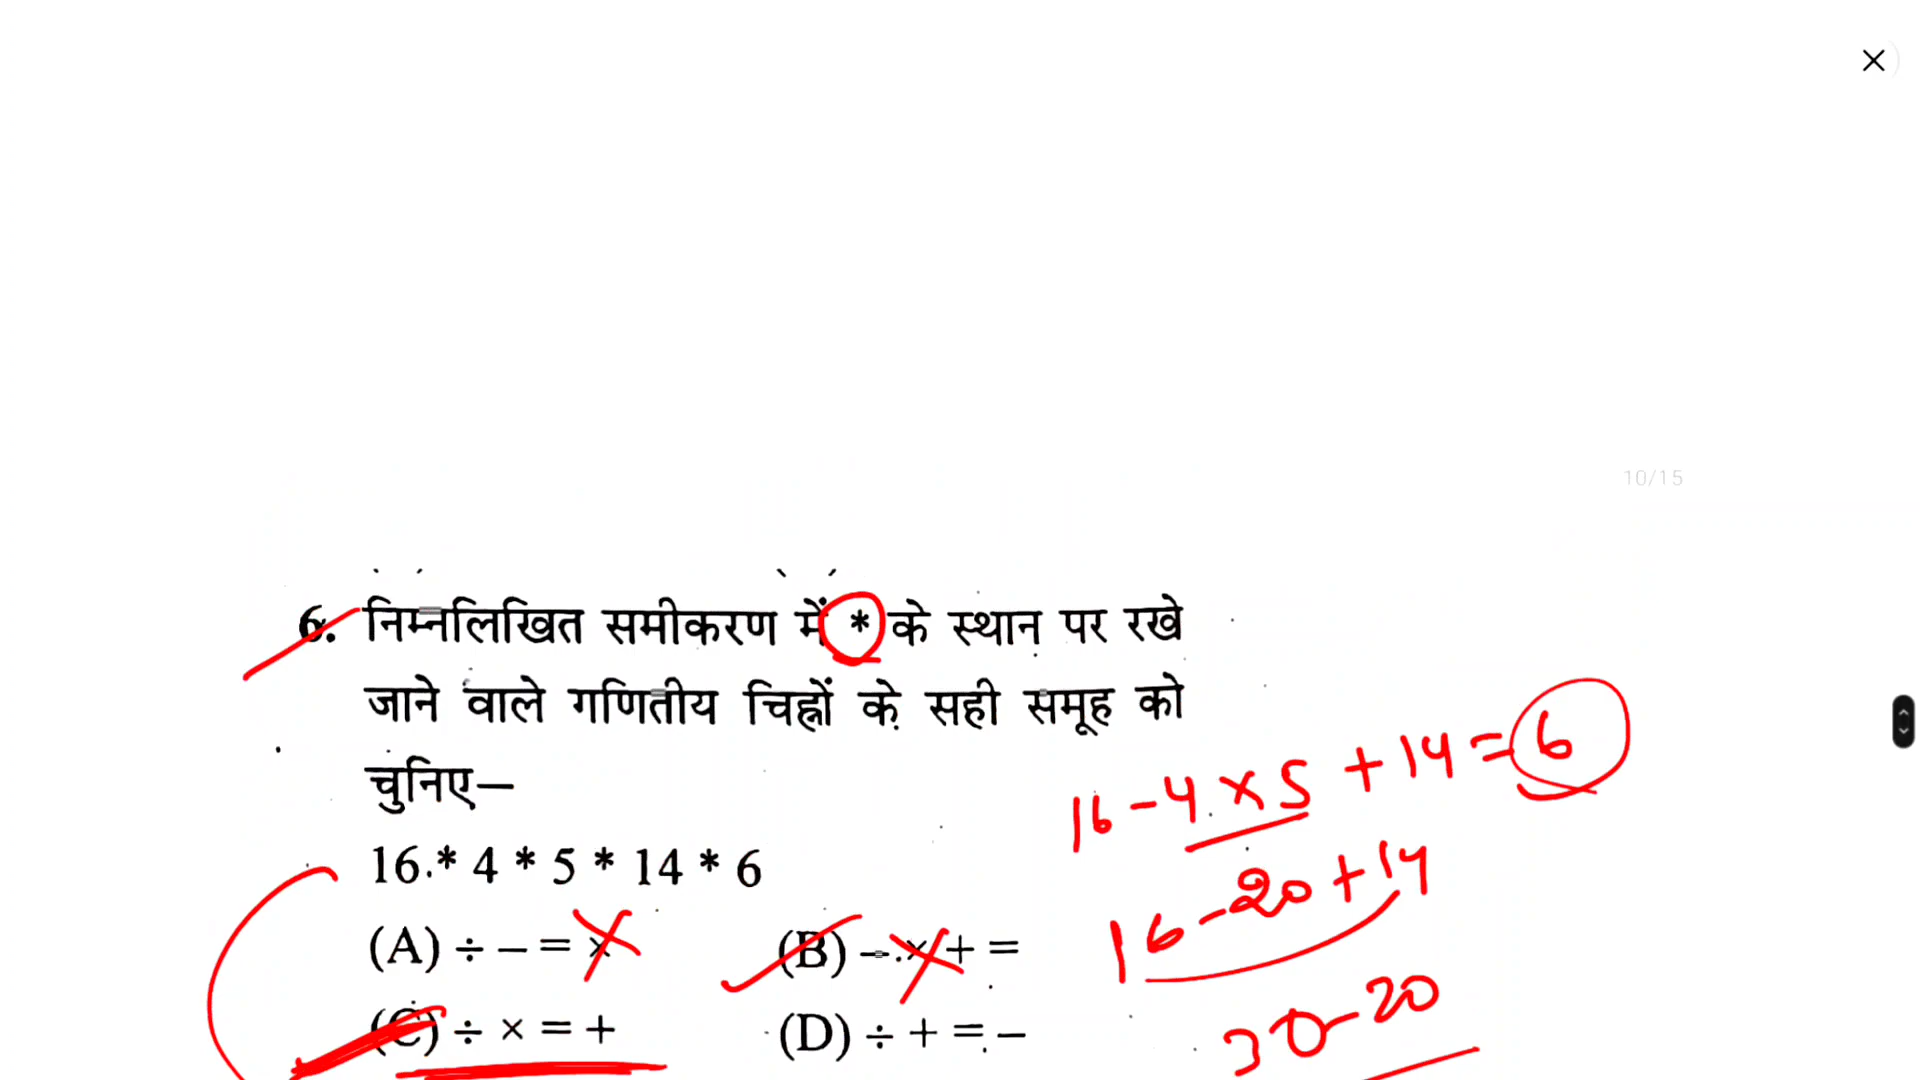 10/15
6. निम्नलिखित समीकरण में * के स्थान पर रखे
जाने वाले गणितीय चिह्नों के सही समूह को
चुनिए—
16 * 4 * 5 * 14 * 6
(A) ÷ – = × (B) – × + =
(C) ÷ × = + (D) ÷ + = –
16 - 4 × 5 + 14 = 6
16 - 20 + 14
30 - 20